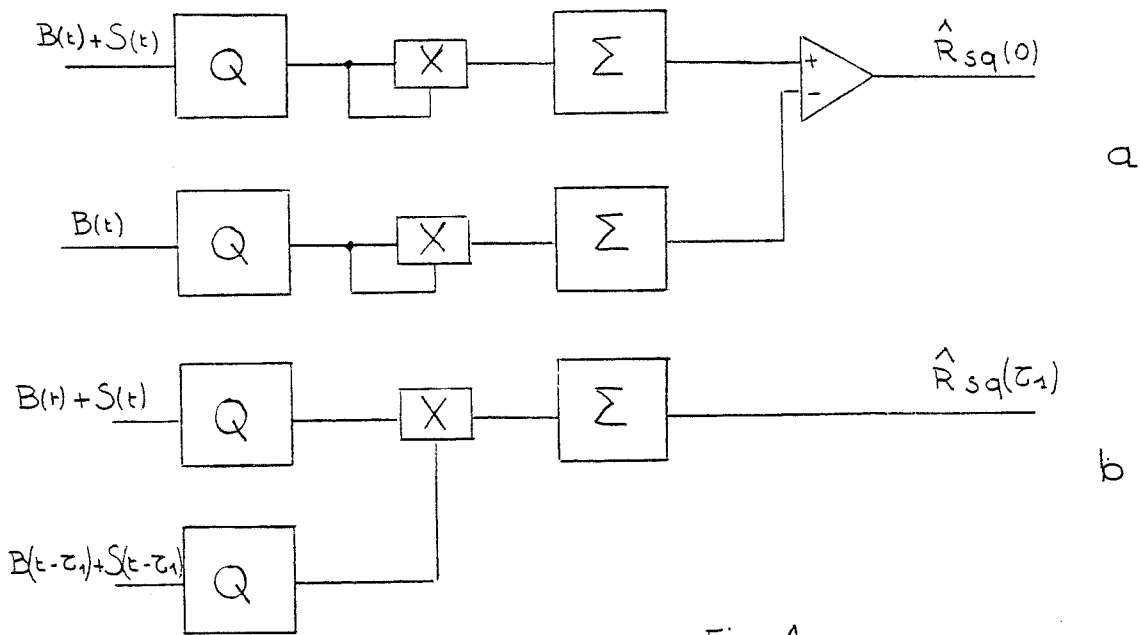 B(t)+S(t)
Q
X
Σ
+
-
R̂sq(0)
a
B(t)
Q
X
Σ
B(t)+S(t)
Q
X
Σ
R̂sq(τ1)
b
B(t-τ1)+S(t-τ1)
Q